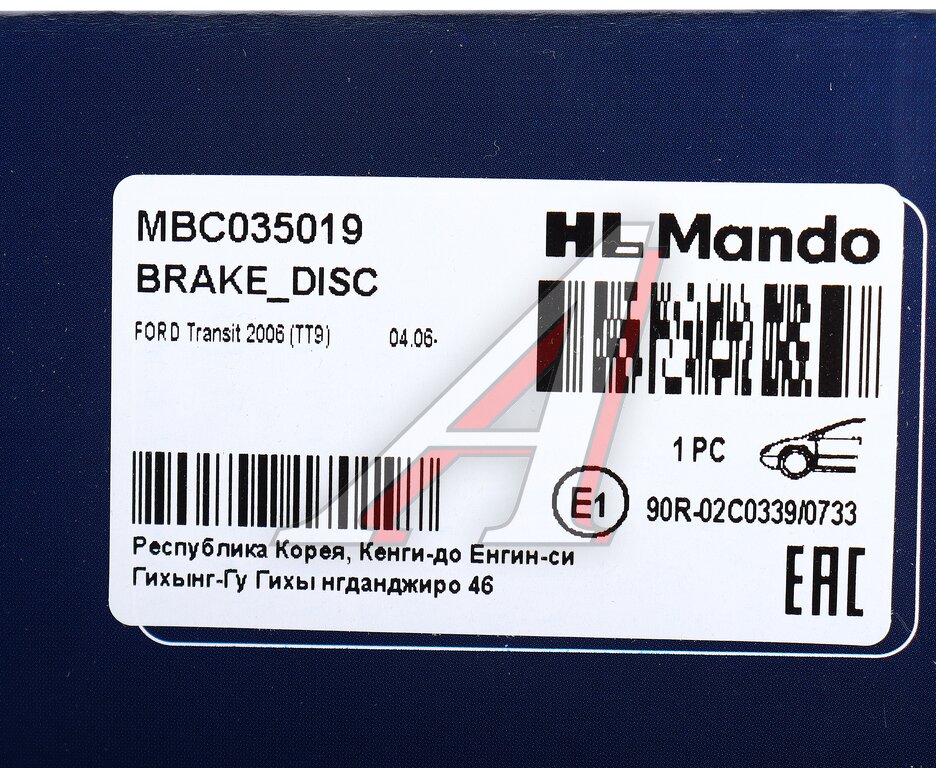 MBC035019
HL Mando
BRAKE_DISC
FORD Transit 2006 (TT9) 04.06-
1 PC
E1
90R-02C0339/0733
Республика Корея, Кенги-до Енгин-си
Гихынг-Гу Гихы нгданджиро 46
EAC